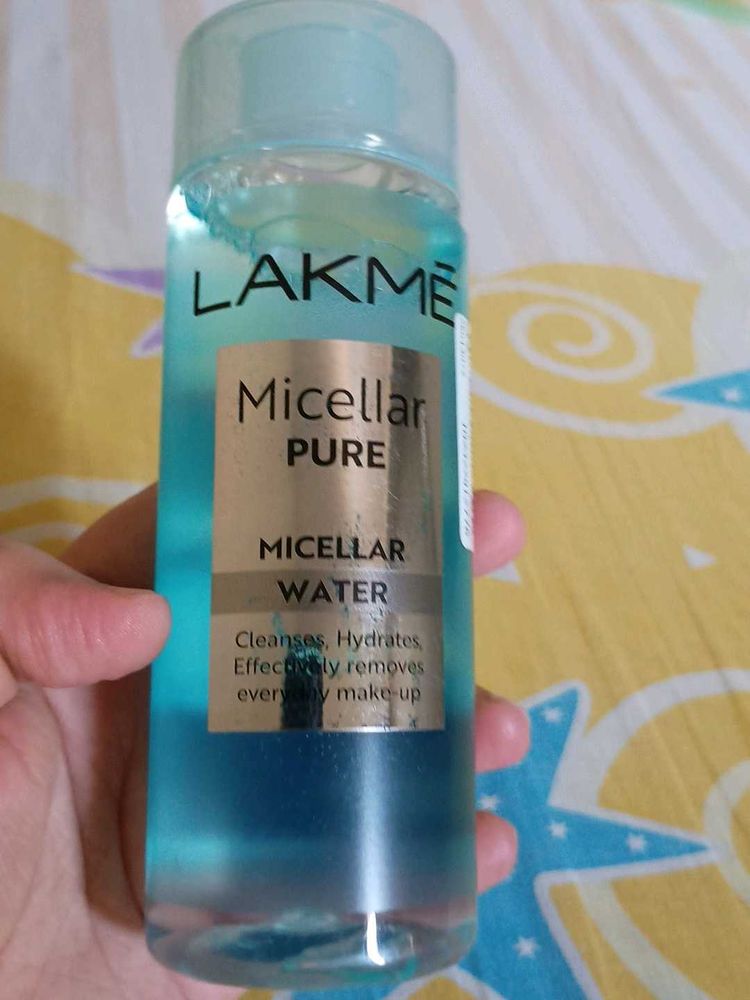 LAKMĒ
Micellar
PURE
MICELLAR
WATER
Cleanses, Hydrates,
Effectively removes
everyday make-up